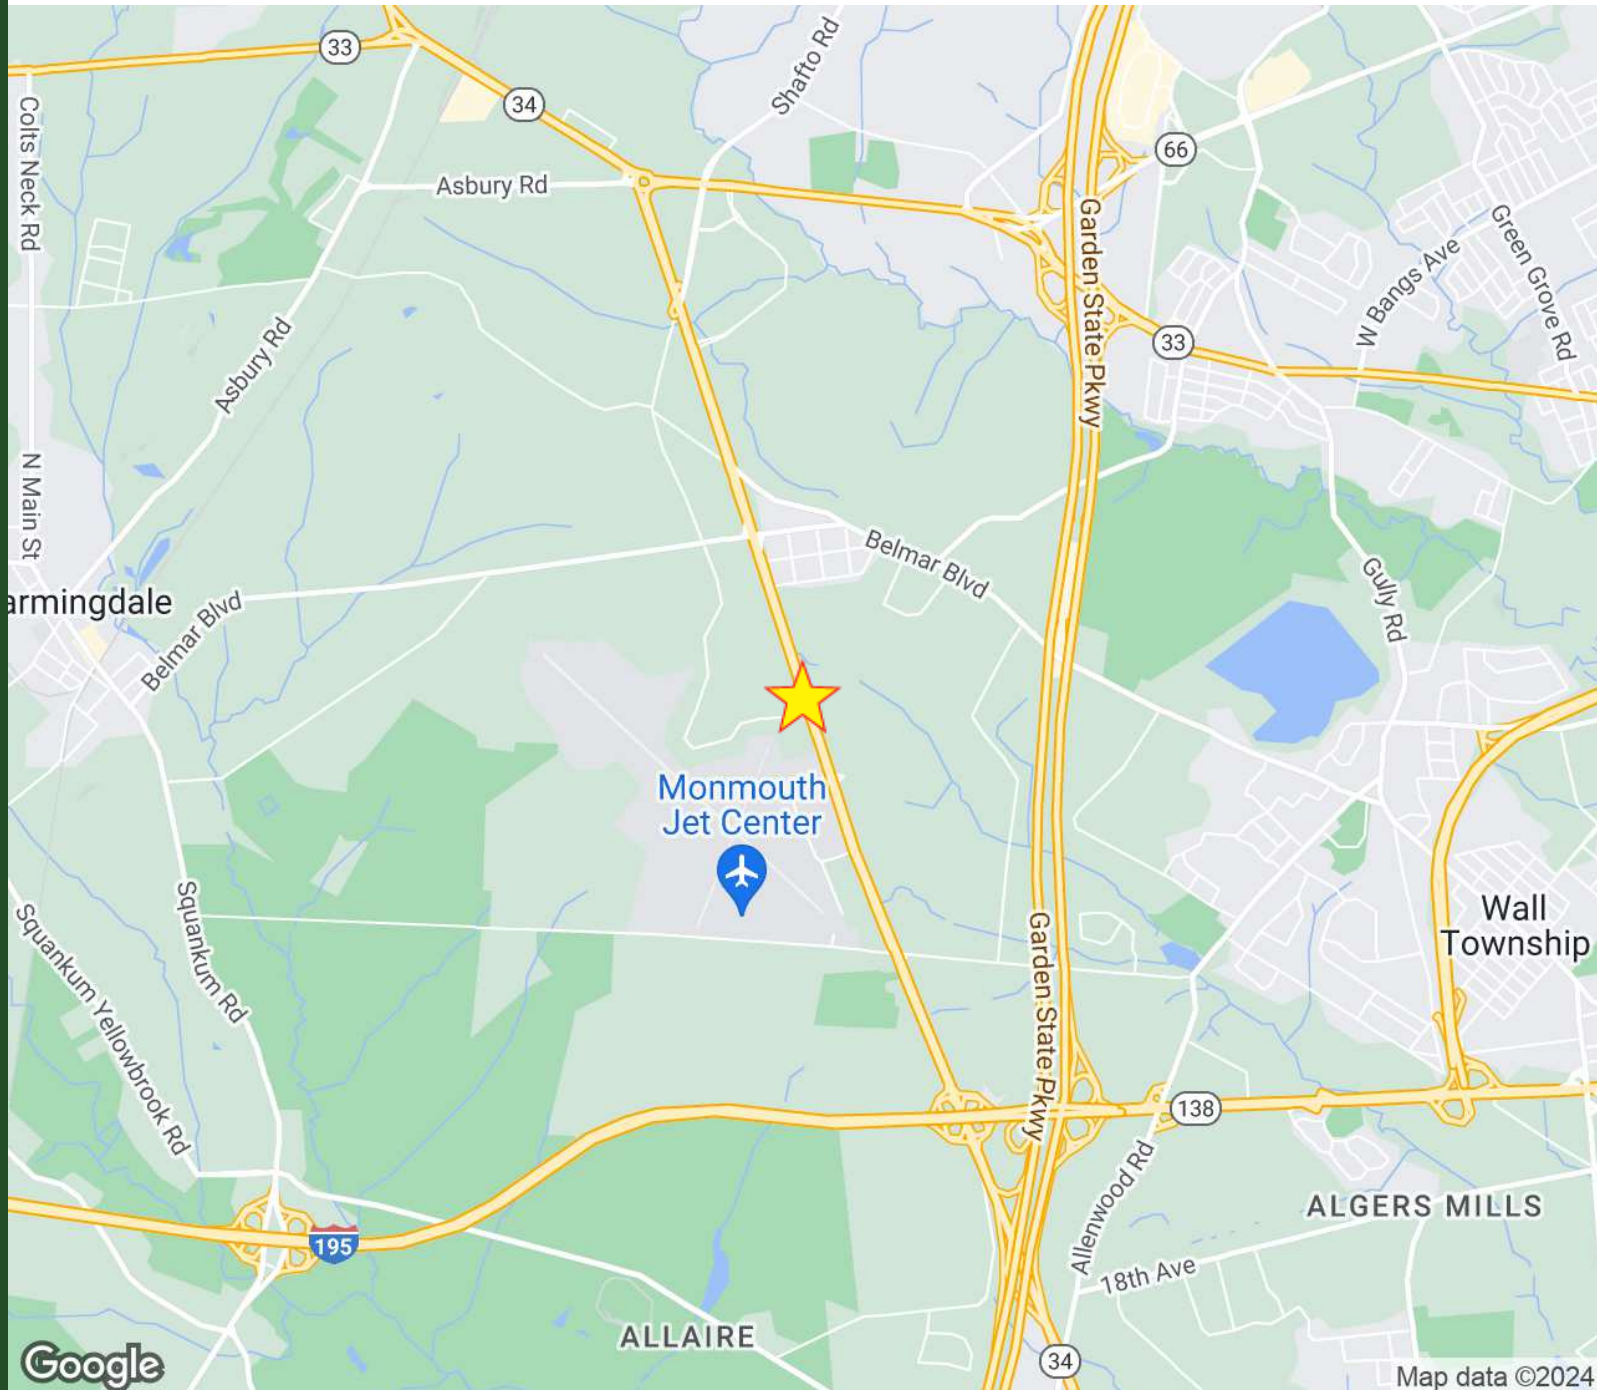 33
34
Shafto Rd
66
Colts Neck Rd
Asbury Rd
Garden State Pkwy
Green Grove Rd
W Bangs Ave
33
Asbury Rd
N Main St
Belmar Blvd
Gully Rd
armingdale
Belmar Blvd
Monmouth
Jet Center
Squankum Rd
Squankum Yellowbrook Rd
Garden State Pkwy
Wall
Township
138
Allenwood Rd
ALGERS MILLS
195
18th Ave
ALLAIRE
34
Google
Map data ©2024